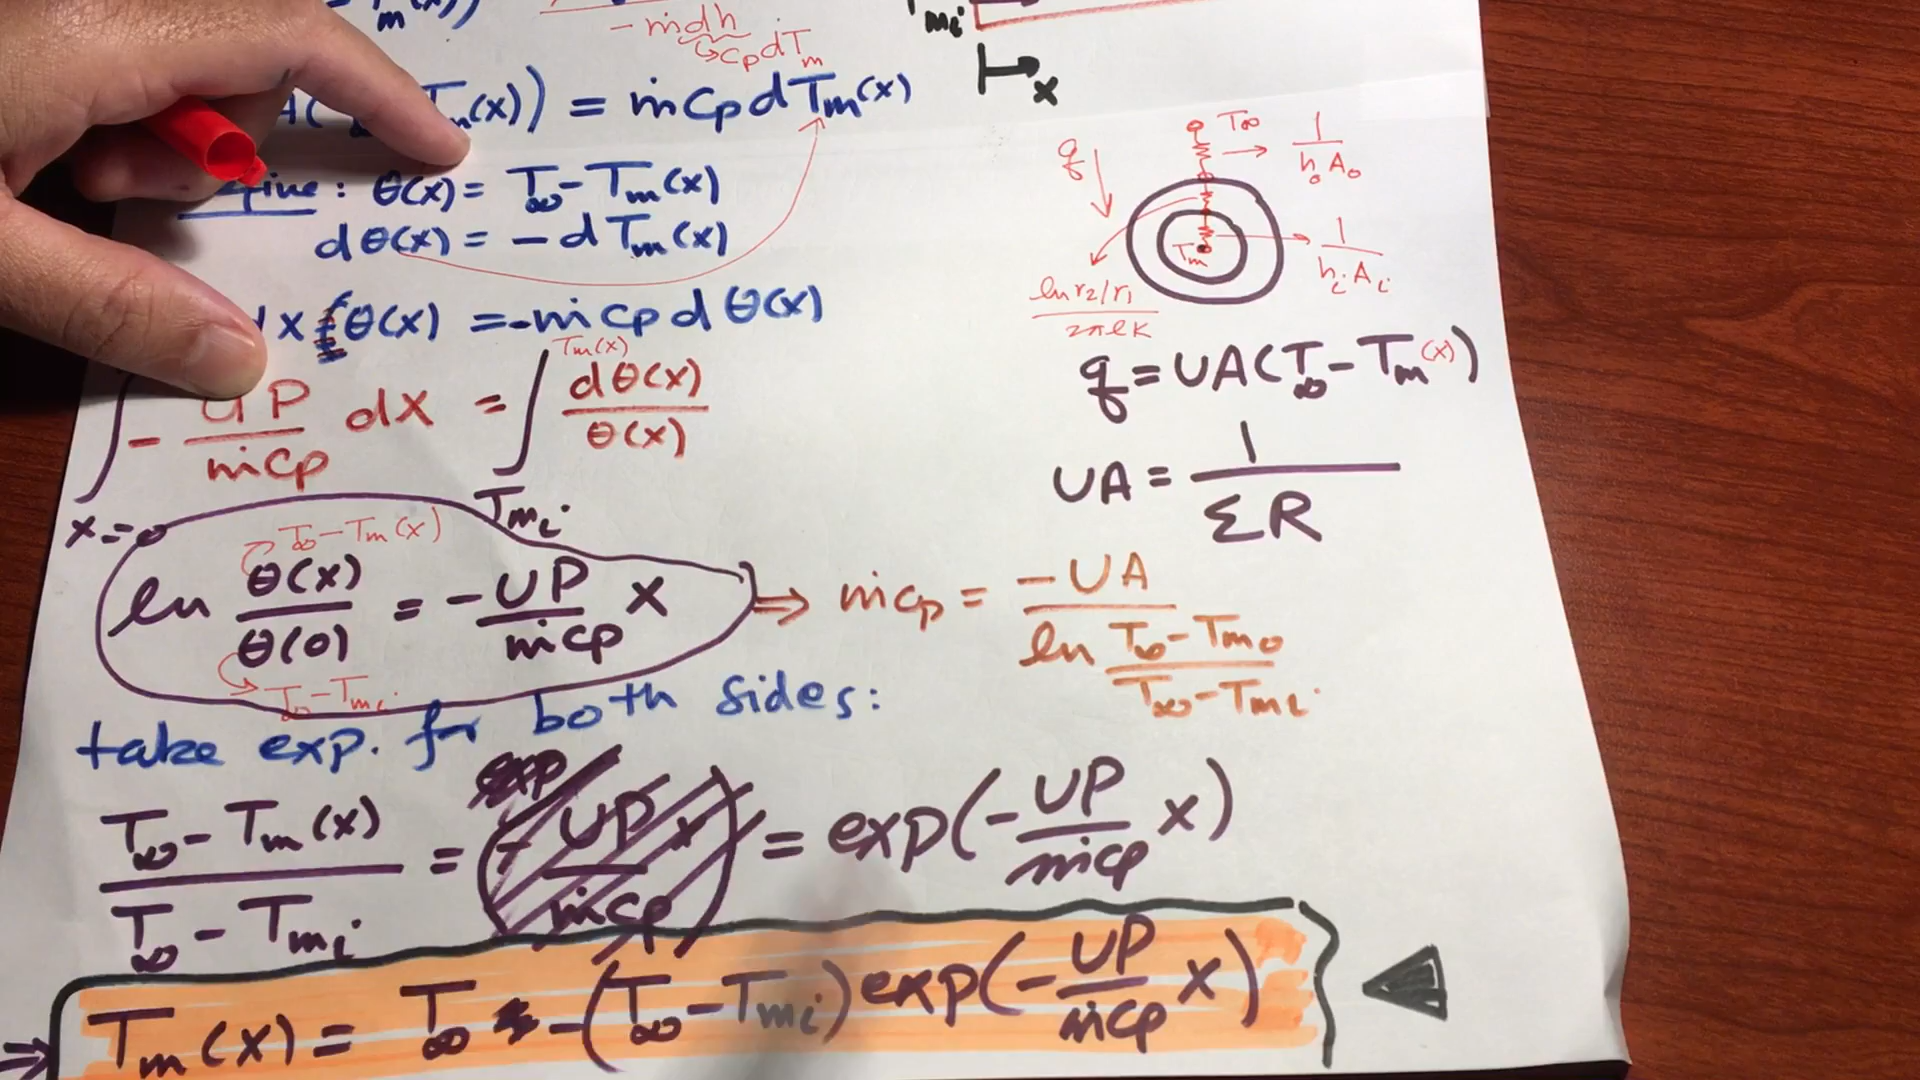 m(x))
- ṁdh
↳CpdTm
Tmi
x
A( Tm(x)) = ṁCp dTm(x)
: θ(x) = T∞ - Tm(x)
dθ(x) = - dTm(x)
dx θ(x) = -ṁcp dθ(x)
∫ - UP/ṁcp dx = ∫ dθ(x)/θ(x)
Tm(x)
x=0
Tmi
T∞ - Tm(x)
ln θ(x)/θ(0) = - UP/ṁcp x
T∞ - Tmi
⇒ ṁcp = -UA / ln (T∞ - Tmo)/(T∞ - Tmi)
take exp. for both sides:
(T∞ - Tm(x))/(T∞ - Tmi) = = exp(- UP/ṁcp x)
Tm(x) = T∞ - (T∞ - Tmi) exp(- UP/ṁcp x)
q
T∞
1/hoAo
Tm
1/hiAi
ln r2/r1
2πlk
q = UA(T∞ - Tm(x))
UA = 1/ΣR